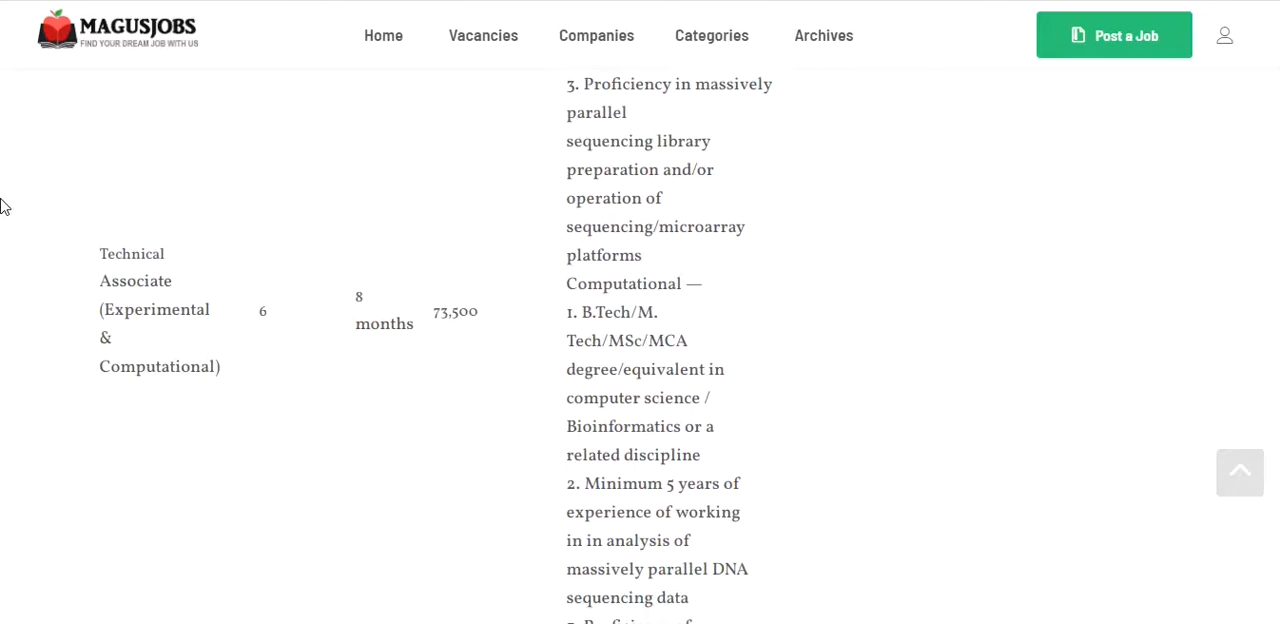 MAGUSJOBS
FIND YOUR DREAM JOB WITH US
Home
Vacancies
Companies
Categories
Archives
Post a Job
Technical
Associate
(Experimental
&
Computational)
6
8
months
73,500
3. Proficiency in massively
parallel
sequencing library
preparation and/or
operation of
sequencing/microarray
platforms
Computational —
1. B.Tech/M.
Tech/MSc/MCA
degree/equivalent in
computer science /
Bioinformatics or a
related discipline
2. Minimum 5 years of
experience of working
in in analysis of
massively parallel DNA
sequencing data